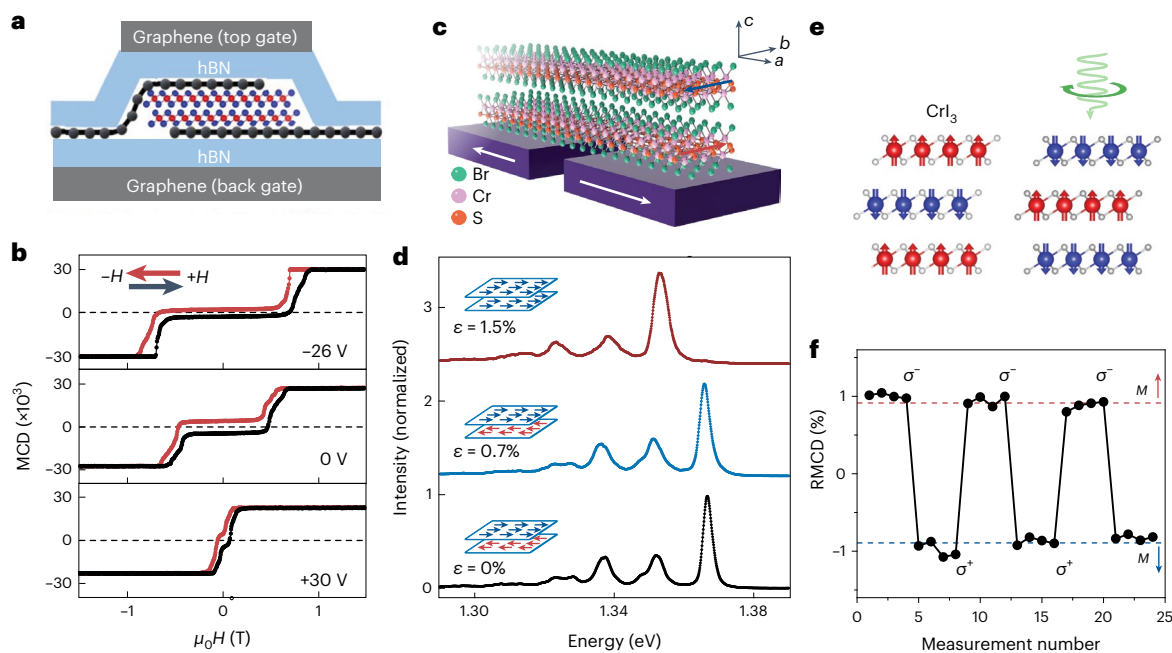 a
Graphene (top gate)
hBN
hBN
Graphene (back gate)
b
–H +H
30
0
–30
–26 V
30
0
–30
0 V
30
0
–30
+30 V
MCD (×10³)
–1 0 1
μ₀H (T)
c
c
b
a
Br
Cr
S
d
3
2
1
0
ε = 1.5%
ε = 0.7%
ε = 0%
Intensity (normalized)
1.30 1.34 1.38
Energy (eV)
e
CrI₃
f
σ⁻ σ⁻ σ⁻
M
σ⁺ σ⁺
M
1
0
-1
RMCD (%)
0 5 10 15 20 25
Measurement number